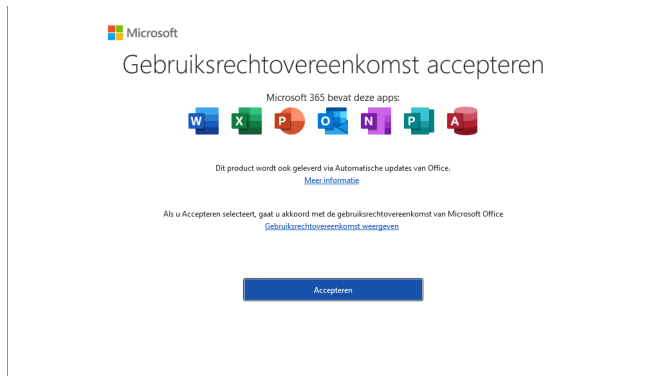 Microsoft
Gebruiksrechtovereenkomst accepteren
Microsoft 365 bevat deze apps:
W X P O N P A
Dit product wordt ook geleverd via Automatische updates van Office.
Meer informatie
Als u Accepteren selecteert, gaat u akkoord met de gebruiksrechtovereenkomst van Microsoft Office
Gebruiksrechtovereenkomst weergeven
Accepteren